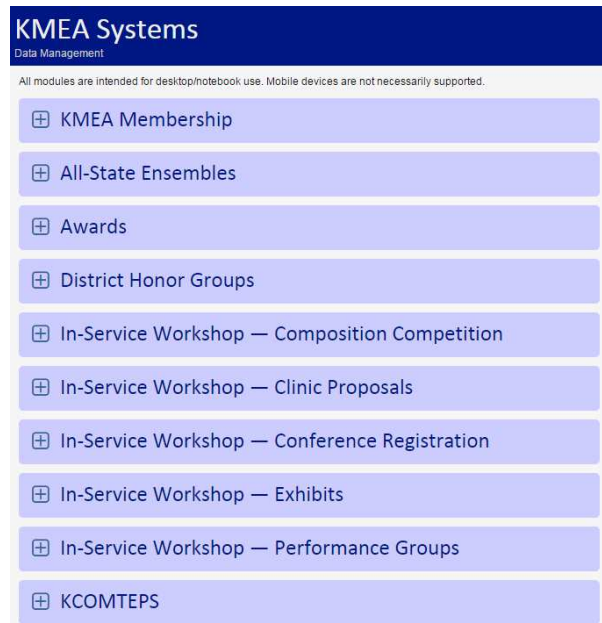 KMEA Systems
Data Management
All modules are intended for desktop/notebook use. Mobile devices are not necessarily supported.
KMEA Membership
All-State Ensembles
Awards
District Honor Groups
In-Service Workshop — Composition Competition
In-Service Workshop — Clinic Proposals
In-Service Workshop — Conference Registration
In-Service Workshop — Exhibits
In-Service Workshop — Performance Groups
KCOMTEPS